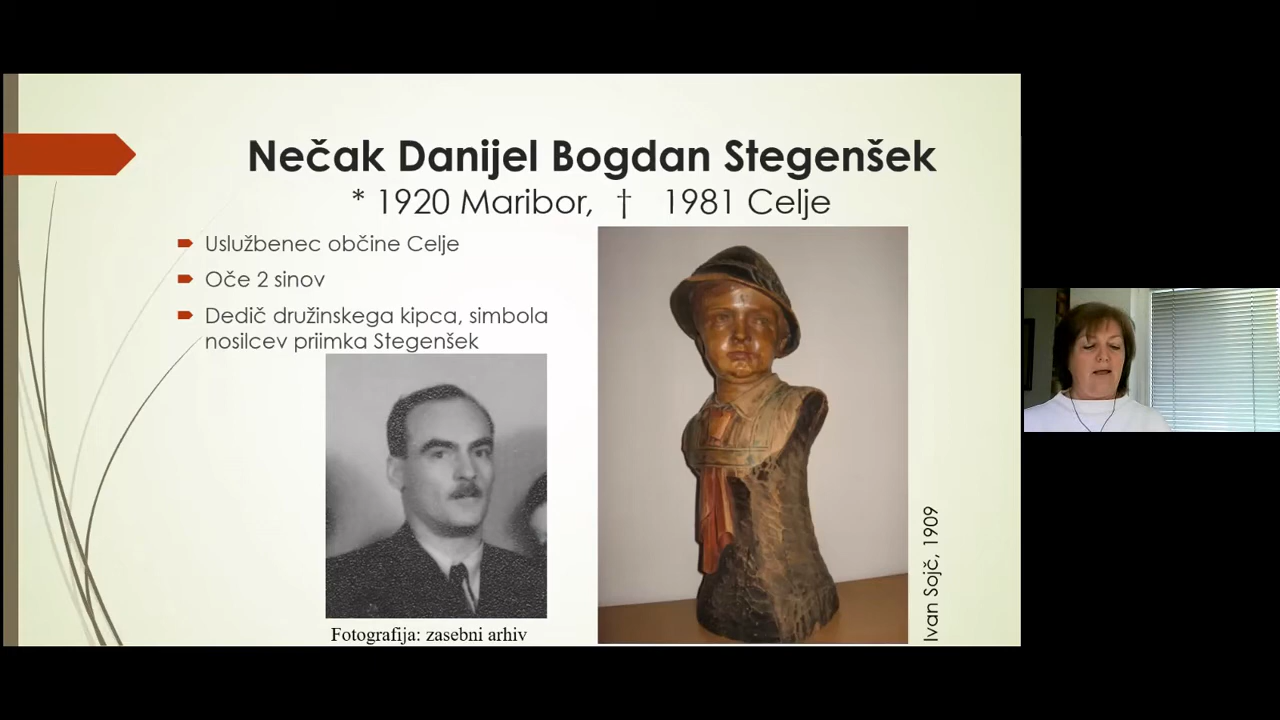 Nečak Danijel Bogdan Stegenšek
* 1920 Maribor, † 1981 Celje
Uslužbenec občine Celje
Oče 2 sinov
Dedič družinskega kipca, simbola
nosilcev priimka Stegenšek
Fotografija: zasebni arhiv
Ivan Sojč, 1909